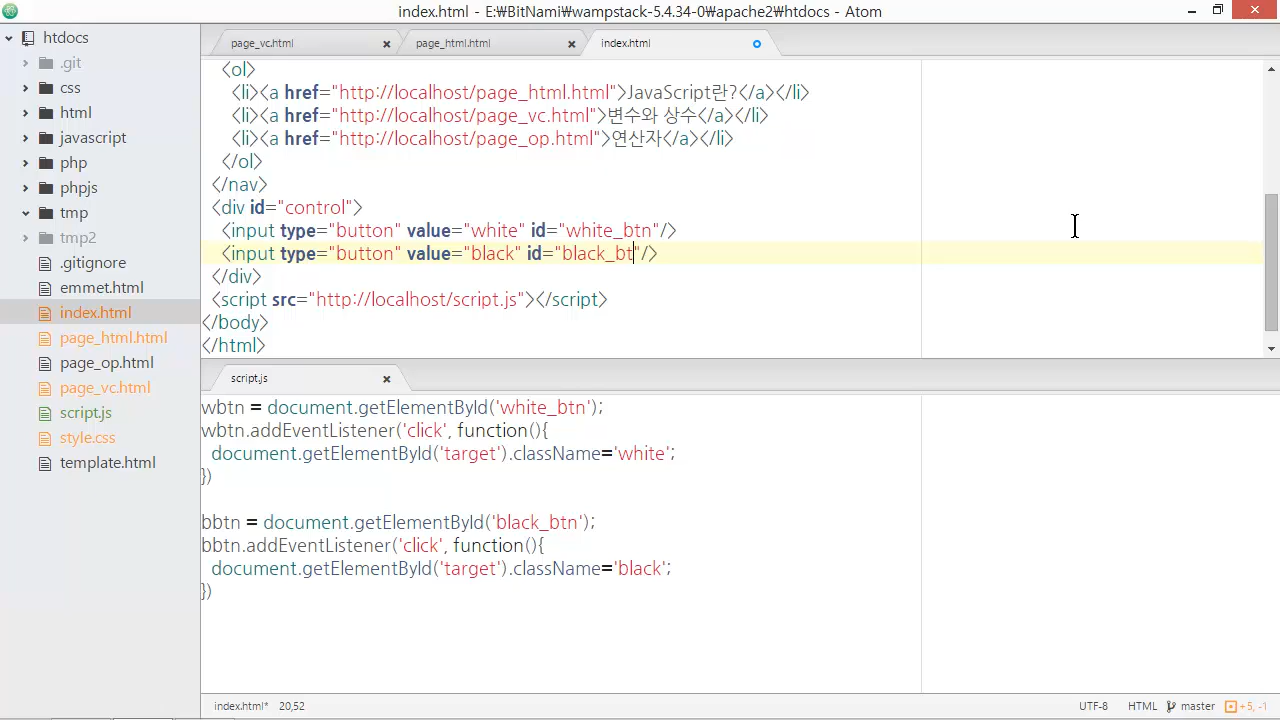 index.html - E:₩BitNami₩wampstack-5.4.34-0₩apache2₩htdocs - Atom
htdocs
.git
css
html
javascript
php
phpjs
tmp
tmp2
.gitignore
emmet.html
index.html
page_html.html
page_op.html
page_vc.html
script.js
style.css
template.html
page_vc.html
page_html.html
index.html
<ol>
<li><a href="http://localhost/page_html.html">JavaScript란?</a></li>
<li><a href="http://localhost/page_vc.html">변수와 상수</a></li>
<li><a href="http://localhost/page_op.html">연산자</a></li>
</ol>
</nav>
<div id="control">
<input type="button" value="white" id="white_btn"/>
<input type="button" value="black" id="black_bt"/>
</div>
<script src="http://localhost/script.js"></script>
</body>
</html>
script.js
wbtn = document.getElementById('white_btn');
wbtn.addEventListener('click', function(){
document.getElementById('target').className='white';
})
bbtn = document.getElementById('black_btn');
bbtn.addEventListener('click', function(){
document.getElementById('target').className='black';
})
index.html* 20,52
UTF-8 HTML master +5, -1